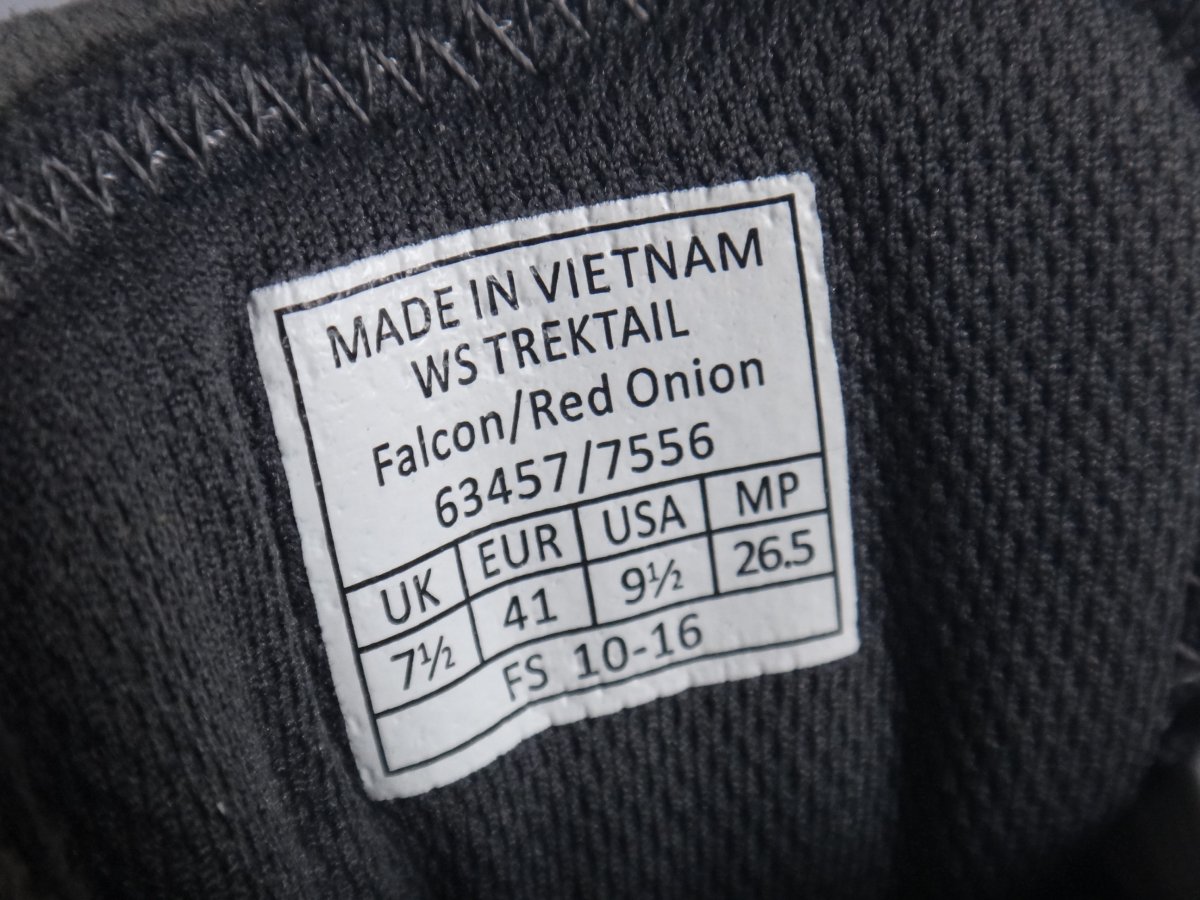 MADE IN VIETNAM
WS TREKTAIL
Falcon/Red Onion
63457/7556
UK EUR USA MP
7½ 41 9½ 26.5
FS 10-16